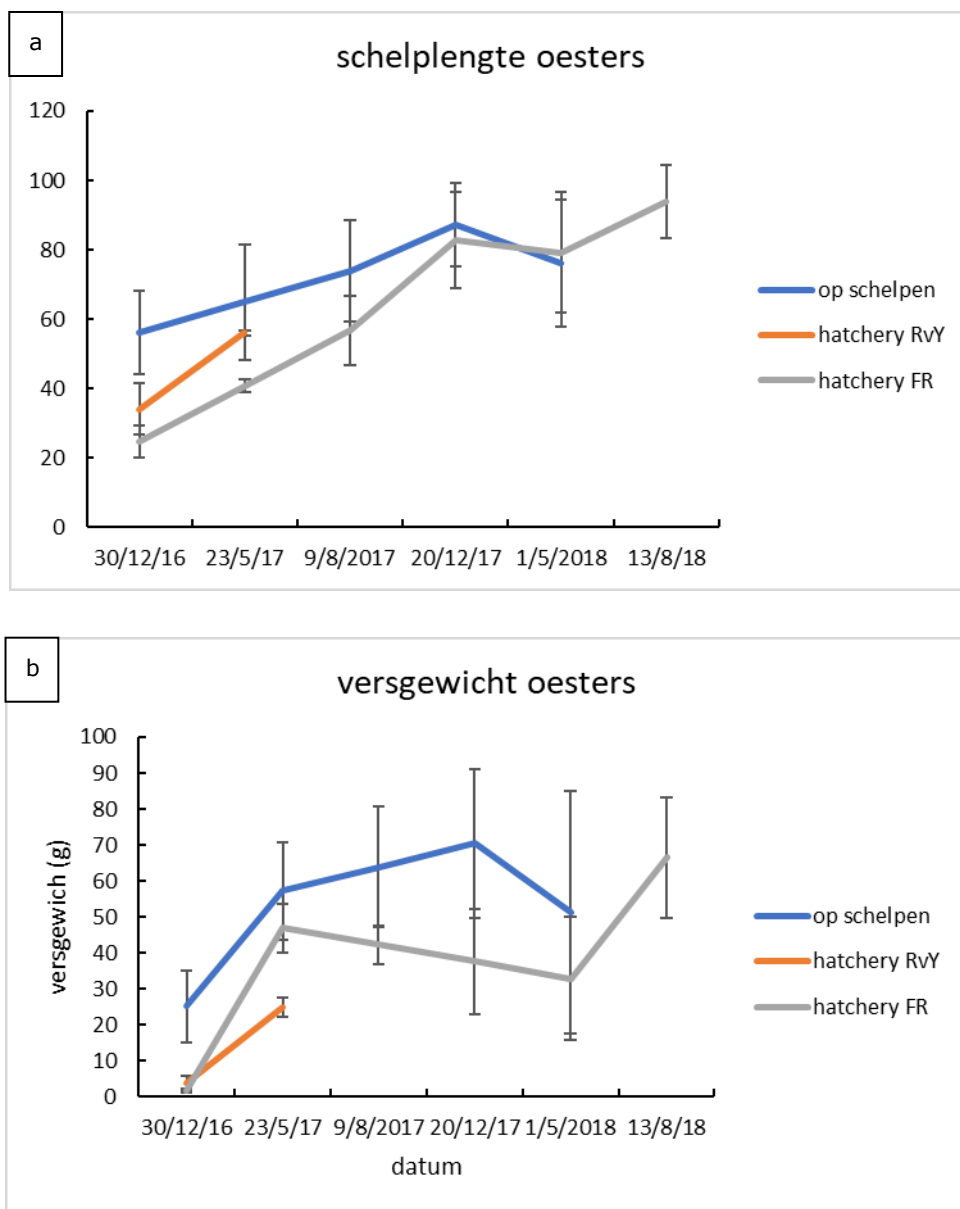 a
schelplengte oesters
120
100
80
60
40
20
0
30/12/16 23/5/17 9/8/2017 20/12/17 1/5/2018 13/8/18
op schelpen
hatchery RvY
hatchery FR
b
versgewicht oesters
100
90
80
70
60
50
40
30
20
10
0
versgewich (g)
30/12/16 23/5/17 9/8/2017 20/12/17 1/5/2018 13/8/18
datum
op schelpen
hatchery RvY
hatchery FR